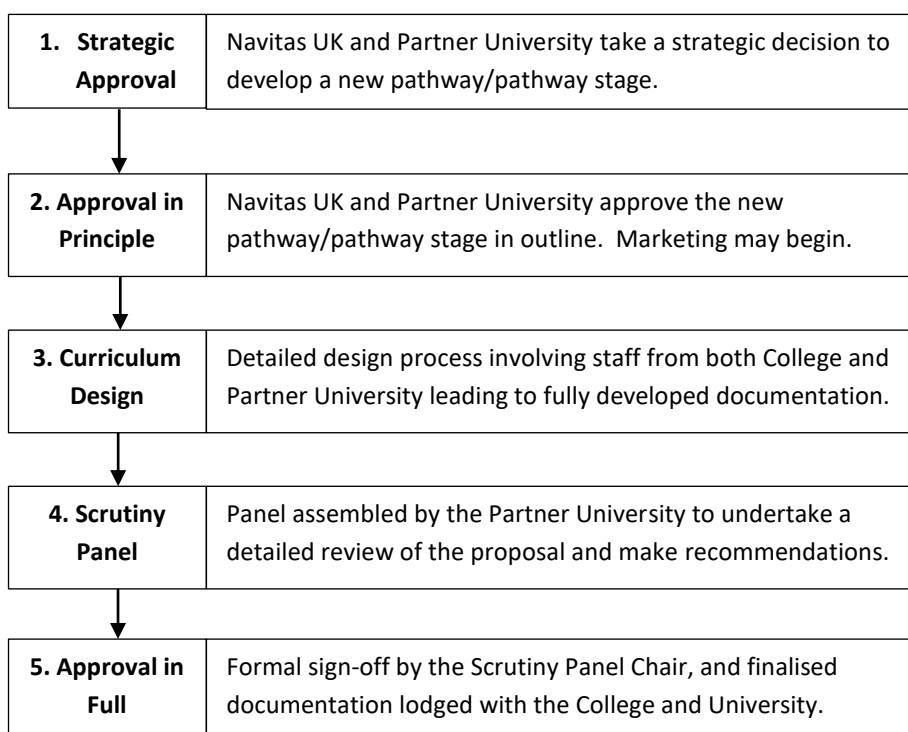 1. Strategic
Approval
Navitas UK and Partner University take a strategic decision to
develop a new pathway/pathway stage.
2. Approval in
Principle
Navitas UK and Partner University approve the new
pathway/pathway stage in outline.  Marketing may begin.
3. Curriculum
Design
Detailed design process involving staff from both College and
Partner University leading to fully developed documentation.
4. Scrutiny
Panel
Panel assembled by the Partner University to undertake a
detailed review of the proposal and make recommendations.
5. Approval in
Full
Formal sign-off by the Scrutiny Panel Chair, and finalised
documentation lodged with the College and University.